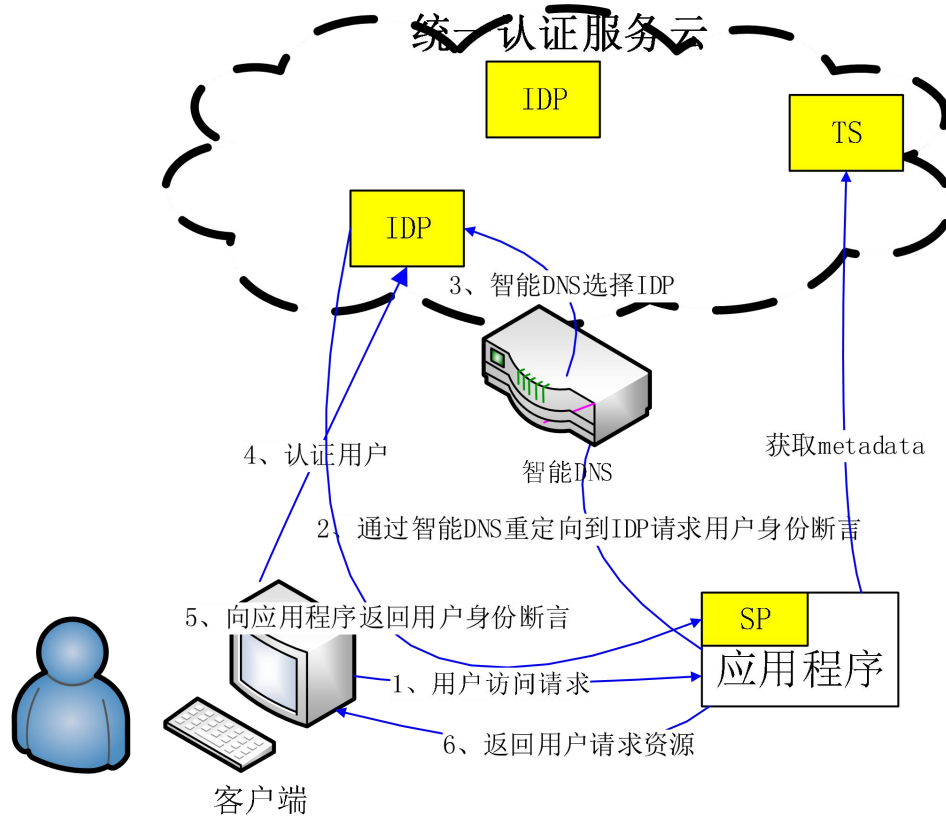 统一认证服务云
IDP
TS
IDP
3、智能DNS选择IDP
获取metadata
4、认证用户
智能DNS
2、通过智能DNS重定向到IDP请求用户身份断言
5、向应用程序返回用户身份断言
SP
应用程序
1、用户访问请求
6、返回用户请求资源
客户端